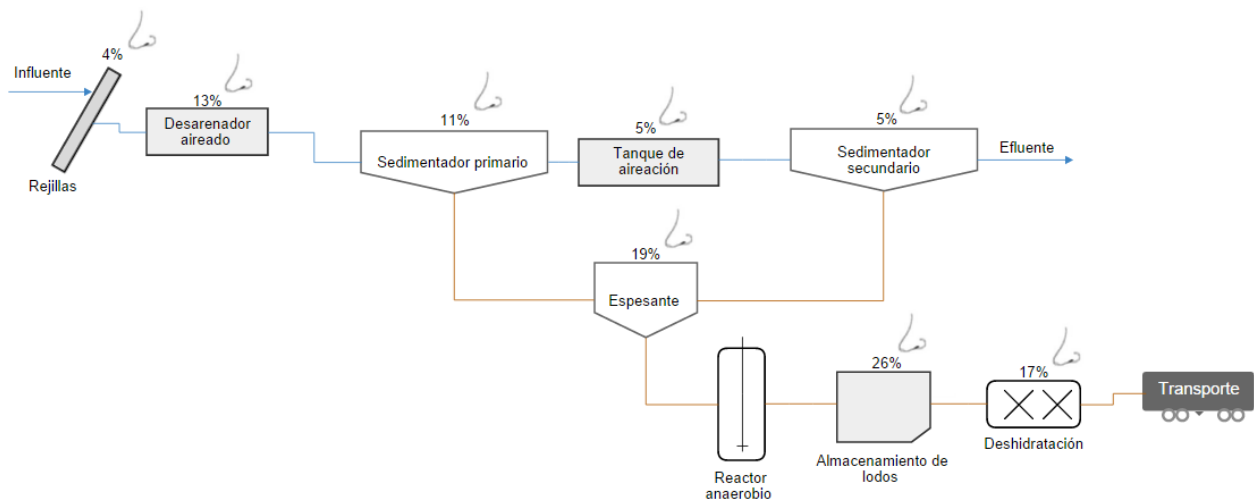 4%
Influente
Rejillas
13%
Desarenador
aireado
11%
Sedimentador primario
5%
Tanque de
aireación
5%
Sedimentador
secundario
Efluente
19%
Espesante
Reactor
anaerobio
26%
Almacenamiento de
lodos
17%
Deshidratación
Transporte